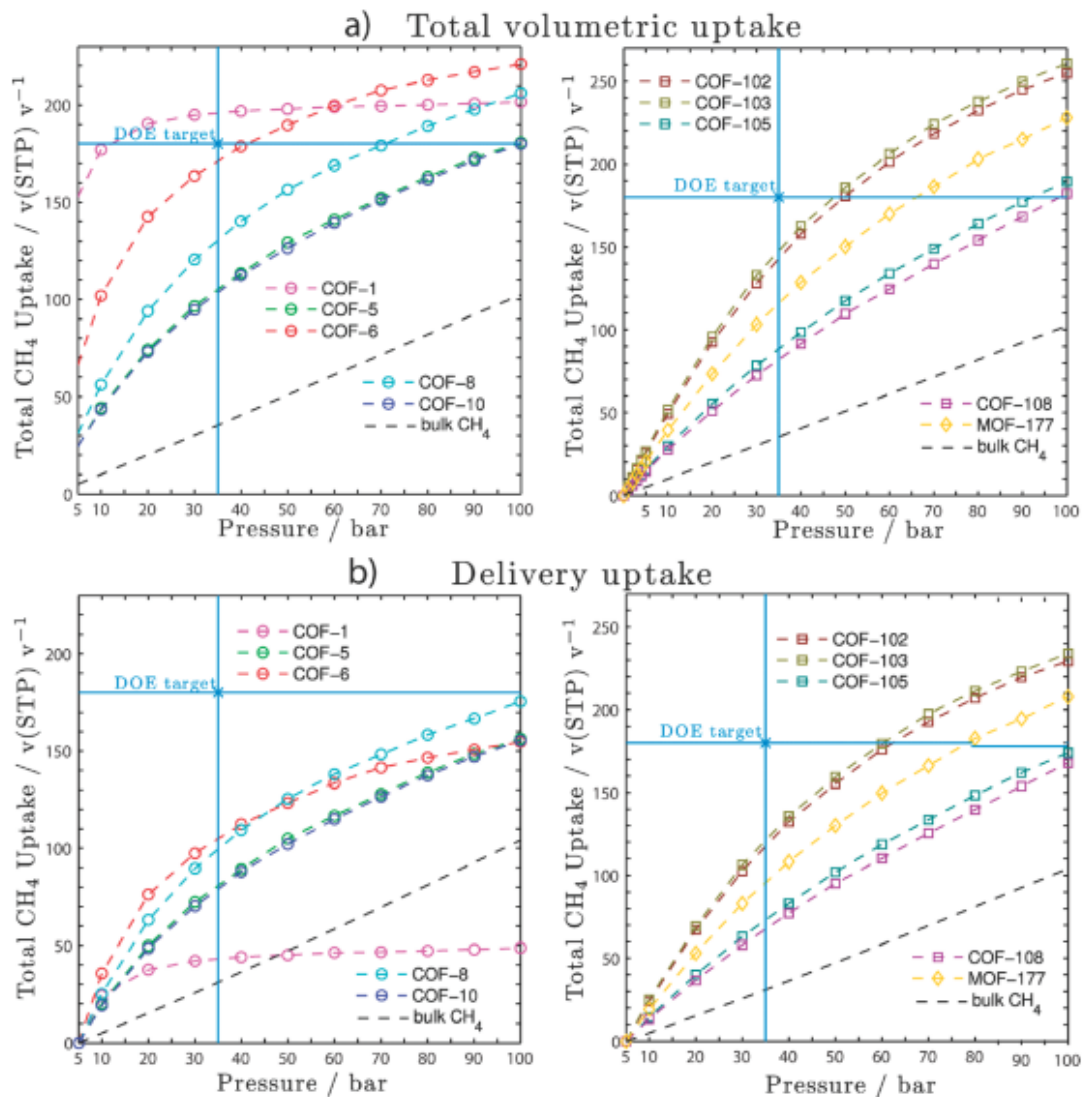 a) Total volumetric uptake
Total CH4 Uptake / v(STP) v−1
200
150
100
50
0
DOE target
COF-1
COF-5
COF-6
COF-8
COF-10
bulk CH4
5 10 20 30 40 50 60 70 80 90 100
Pressure / bar
Total CH4 Uptake / v(STP) v−1
250
200
150
100
50
0
COF-102
COF-103
COF-105
DOE target
COF-108
MOF-177
bulk CH4
5 10 20 30 40 50 60 70 80 90 100
Pressure / bar
b) Delivery uptake
Total CH4 Uptake / v(STP) v−1
200
150
100
50
0
COF-1
COF-5
COF-6
DOE target
COF-8
COF-10
bulk CH4
5 10 20 30 40 50 60 70 80 90 100
Pressure / bar
Total CH4 Uptake / v(STP) v−1
250
200
150
100
50
0
COF-102
COF-103
COF-105
DOE target
COF-108
MOF-177
bulk CH4
5 10 20 30 40 50 60 70 80 90 100
Pressure / bar